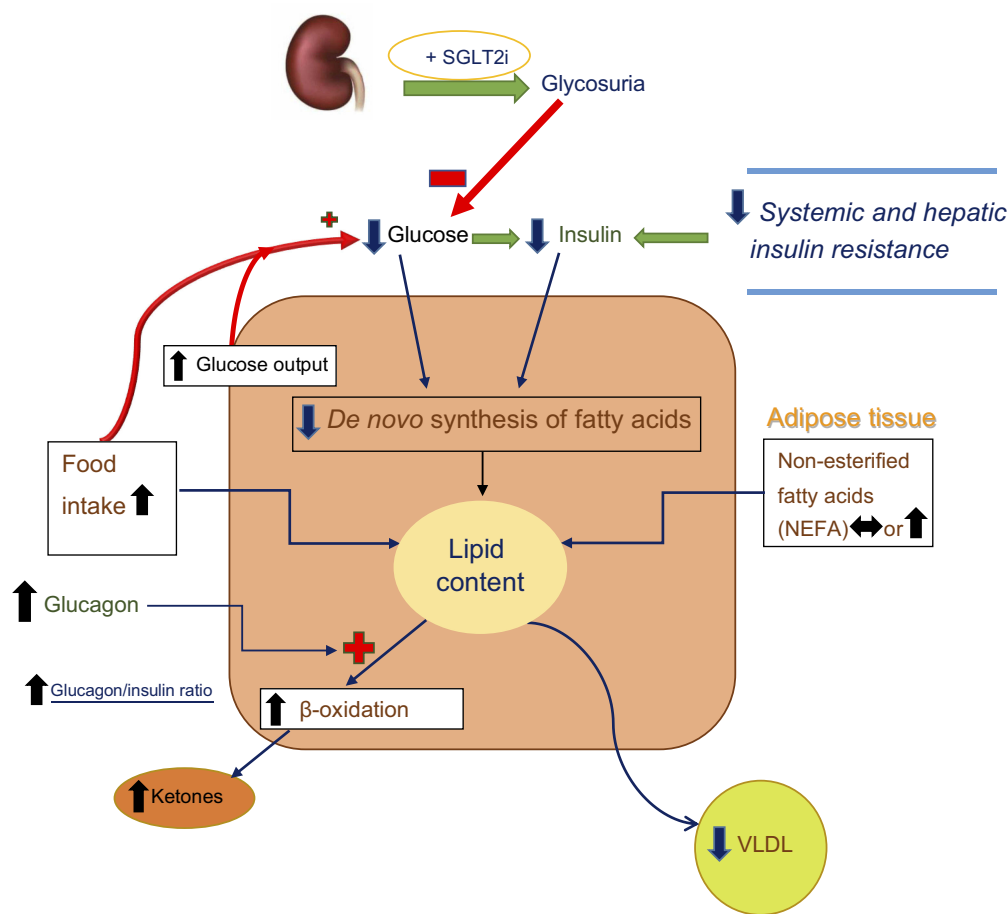 + SGLT2i
Glycosuria
Glucose
Insulin
Systemic and hepatic
insulin resistance
Glucose output
De novo synthesis of fatty acids
Adipose tissue
Food
intake
Non-esterified
fatty acids
(NEFA) or
Lipid
content
Glucagon
Glucagon/insulin ratio
β-oxidation
Ketones
VLDL